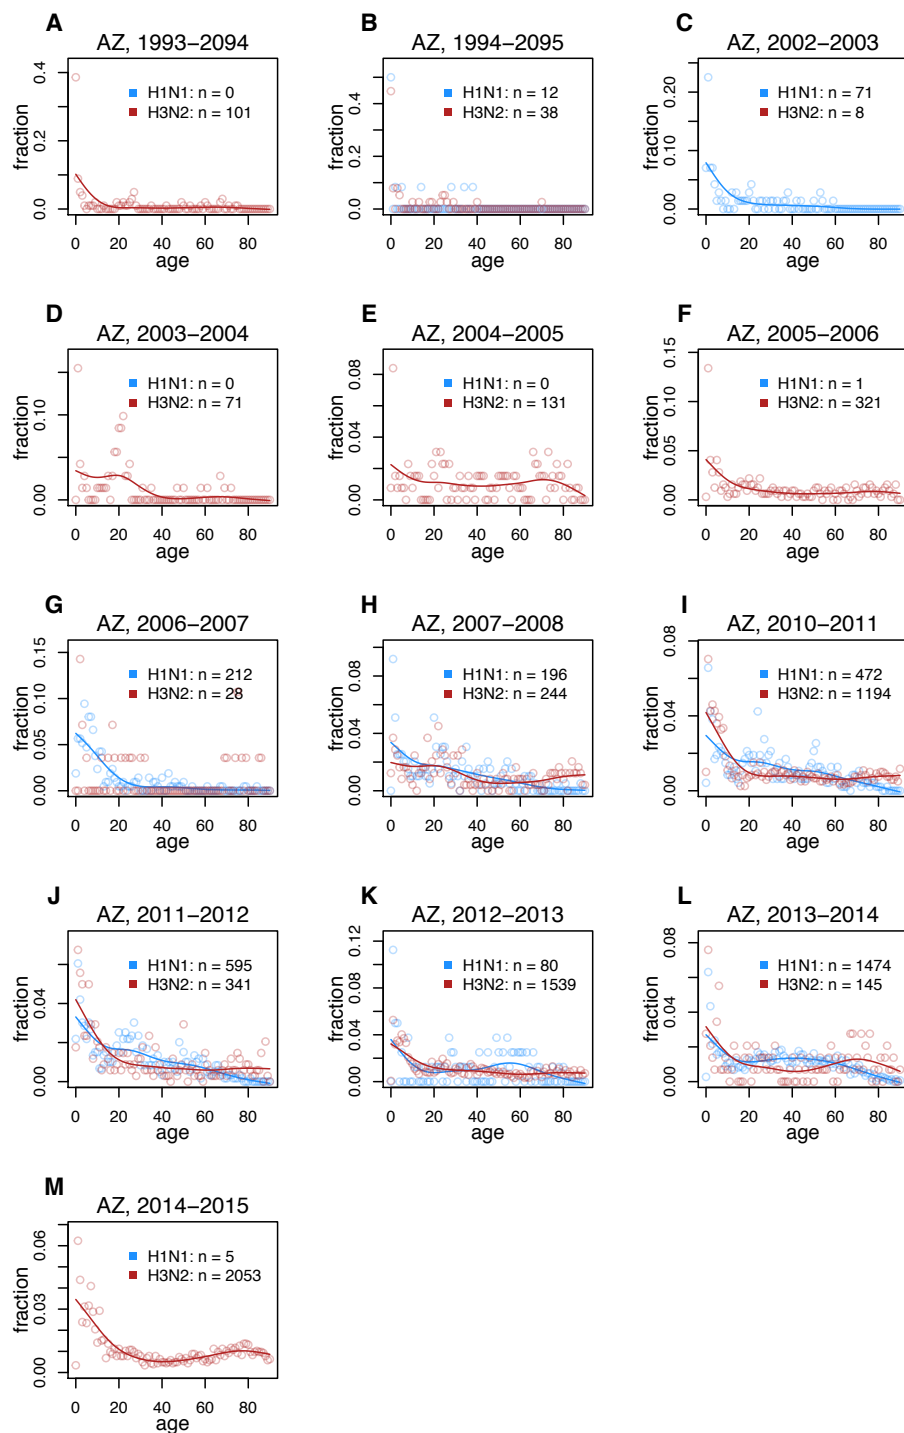 A
AZ, 1993−2094
fraction
0.0 0.2 0.4
H1N1: n = 0
H3N2: n = 101
0 20 40 60 80
age
B
AZ, 1994−2095
fraction
0.0 0.2 0.4
H1N1: n = 12
H3N2: n = 38
0 20 40 60 80
age
C
AZ, 2002−2003
fraction
0.00 0.10 0.20
H1N1: n = 71
H3N2: n = 8
0 20 40 60 80
age
D
AZ, 2003−2004
fraction
0.00 0.10
H1N1: n = 0
H3N2: n = 71
0 20 40 60 80
age
E
AZ, 2004−2005
fraction
0.00 0.04 0.08
H1N1: n = 0
H3N2: n = 131
0 20 40 60 80
age
F
AZ, 2005−2006
fraction
0.00 0.05 0.10 0.15
H1N1: n = 1
H3N2: n = 321
0 20 40 60 80
age
G
AZ, 2006−2007
fraction
0.00 0.05 0.10 0.15
H1N1: n = 212
H3N2: n = 28
0 20 40 60 80
age
H
AZ, 2007−2008
fraction
0.00 0.04 0.08
H1N1: n = 196
H3N2: n = 244
0 20 40 60 80
age
I
AZ, 2010−2011
fraction
0.00 0.04 0.08
H1N1: n = 472
H3N2: n = 1194
0 20 40 60 80
age
J
AZ, 2011−2012
fraction
0.00 0.04
H1N1: n = 595
H3N2: n = 341
0 20 40 60 80
age
K
AZ, 2012−2013
fraction
0.00 0.04 0.08 0.12
H1N1: n = 80
H3N2: n = 1539
0 20 40 60 80
age
L
AZ, 2013−2014
fraction
0.00 0.04 0.08
H1N1: n = 1474
H3N2: n = 145
0 20 40 60 80
age
M
AZ, 2014−2015
fraction
0.00 0.03 0.06
H1N1: n = 5
H3N2: n = 2053
0 20 40 60 80
age